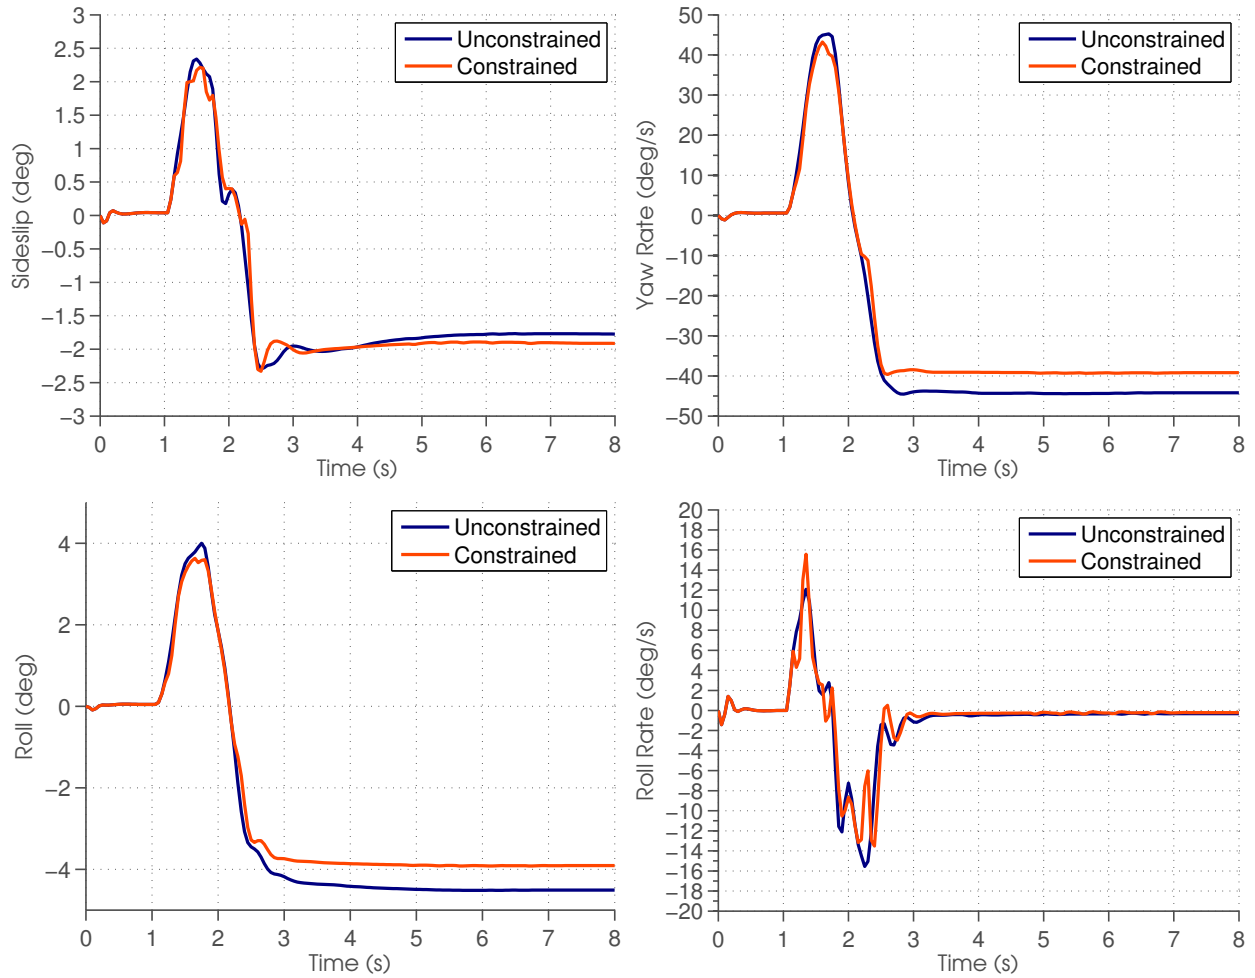 3
2.5
2
1.5
1
0.5
0
−0.5
−1
−1.5
−2
−2.5
−3
Sideslip (deg)
Unconstrained
Constrained
0 1 2 3 4 5 6 7 8
Time (s)
50
40
30
20
10
0
−10
−20
−30
−40
−50
Yaw Rate (deg/s)
Unconstrained
Constrained
0 1 2 3 4 5 6 7 8
Time (s)
4
2
0
−2
−4
Roll (deg)
Unconstrained
Constrained
0 1 2 3 4 5 6 7 8
Time (s)
20
18
16
14
12
10
8
6
4
2
0
−2
−4
−6
−8
−10
−12
−14
−16
−18
−20
Roll Rate (deg/s)
Unconstrained
Constrained
0 1 2 3 4 5 6 7 8
Time (s)